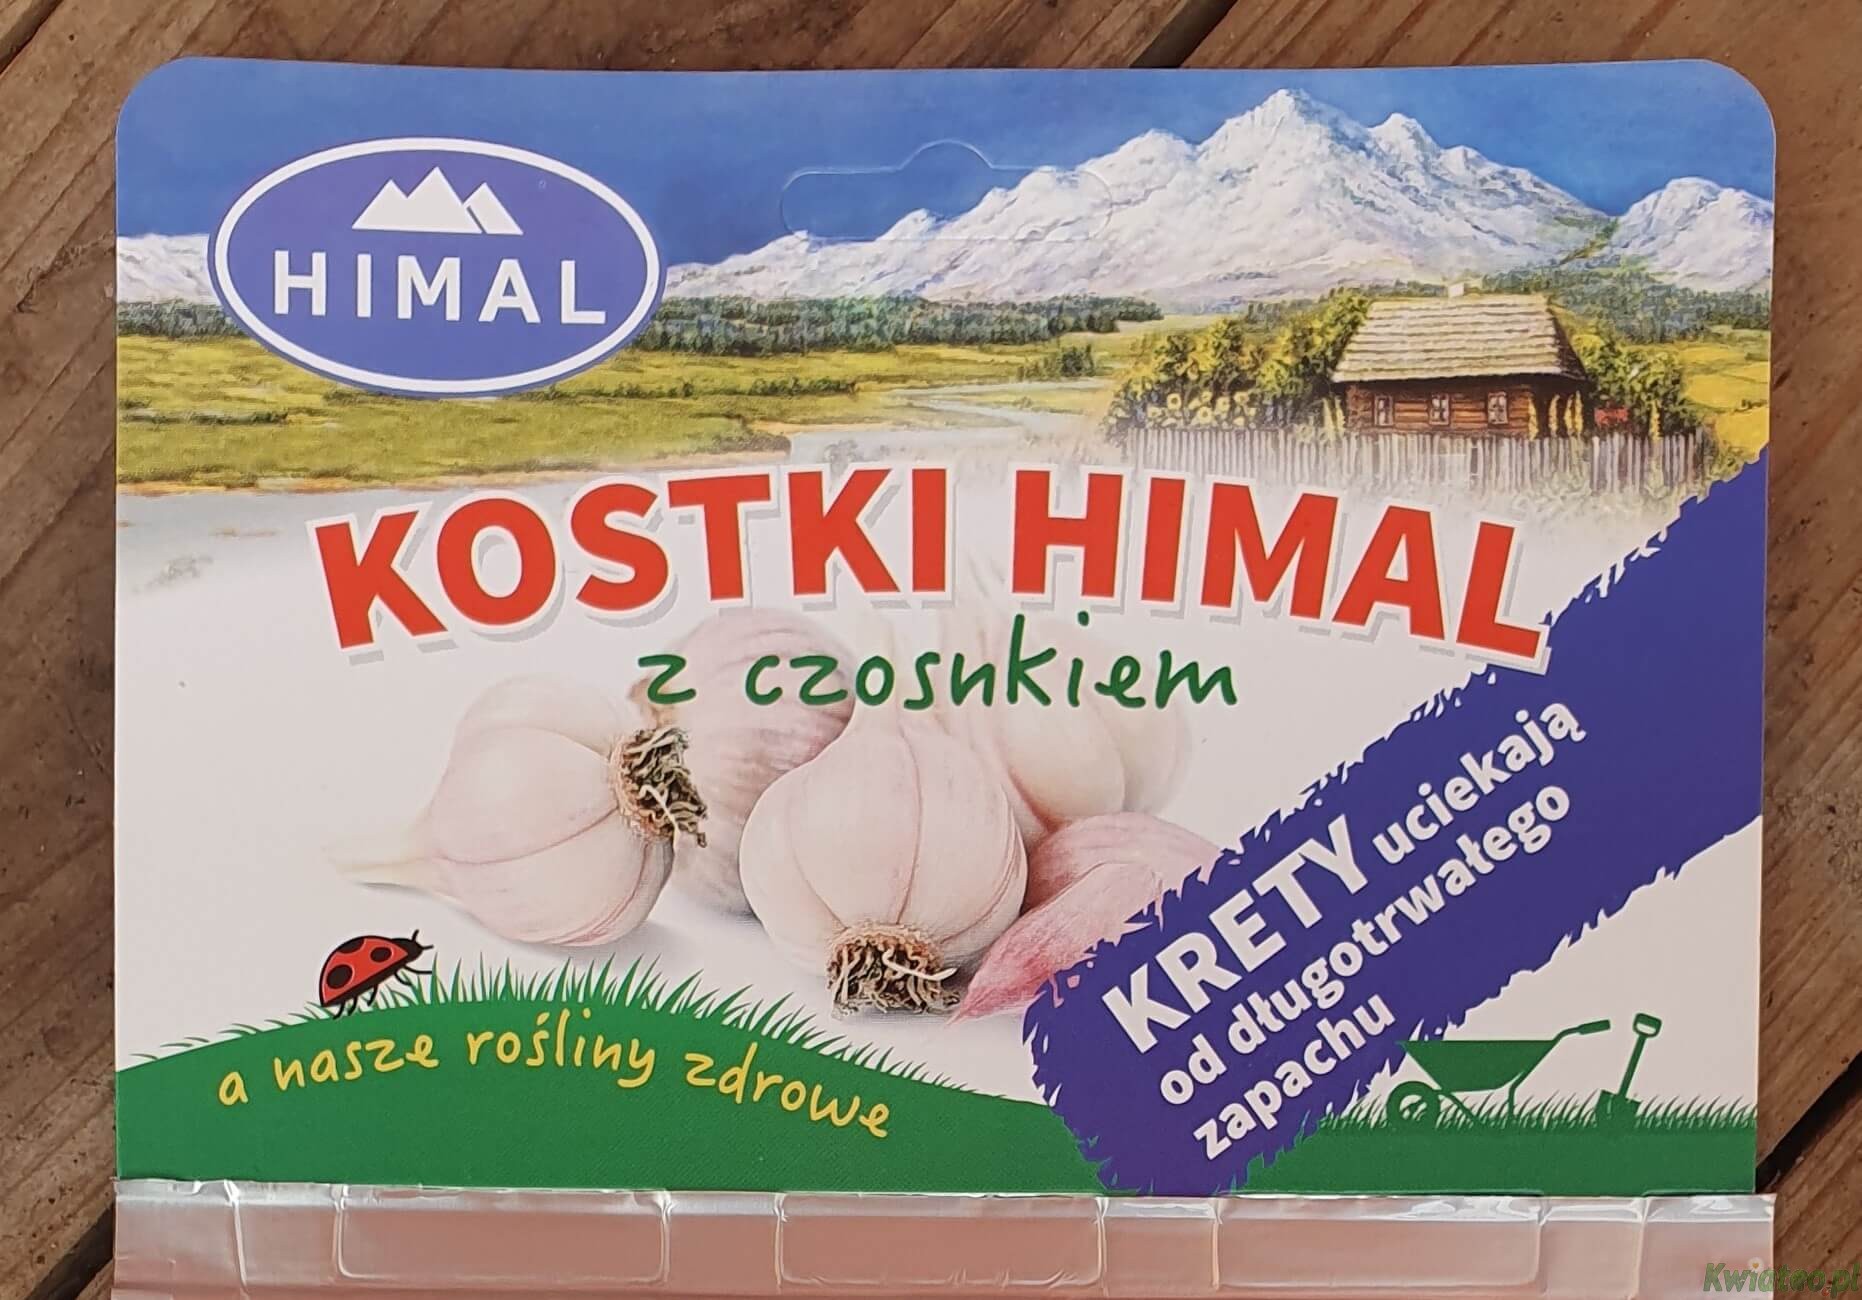 HIMAL
KOSTKI HIMAL
z czosnkiem
KRETY uciekają
od długotrwałego
zapachu
a nasze rośliny zdrowe
Kwiateo.pl